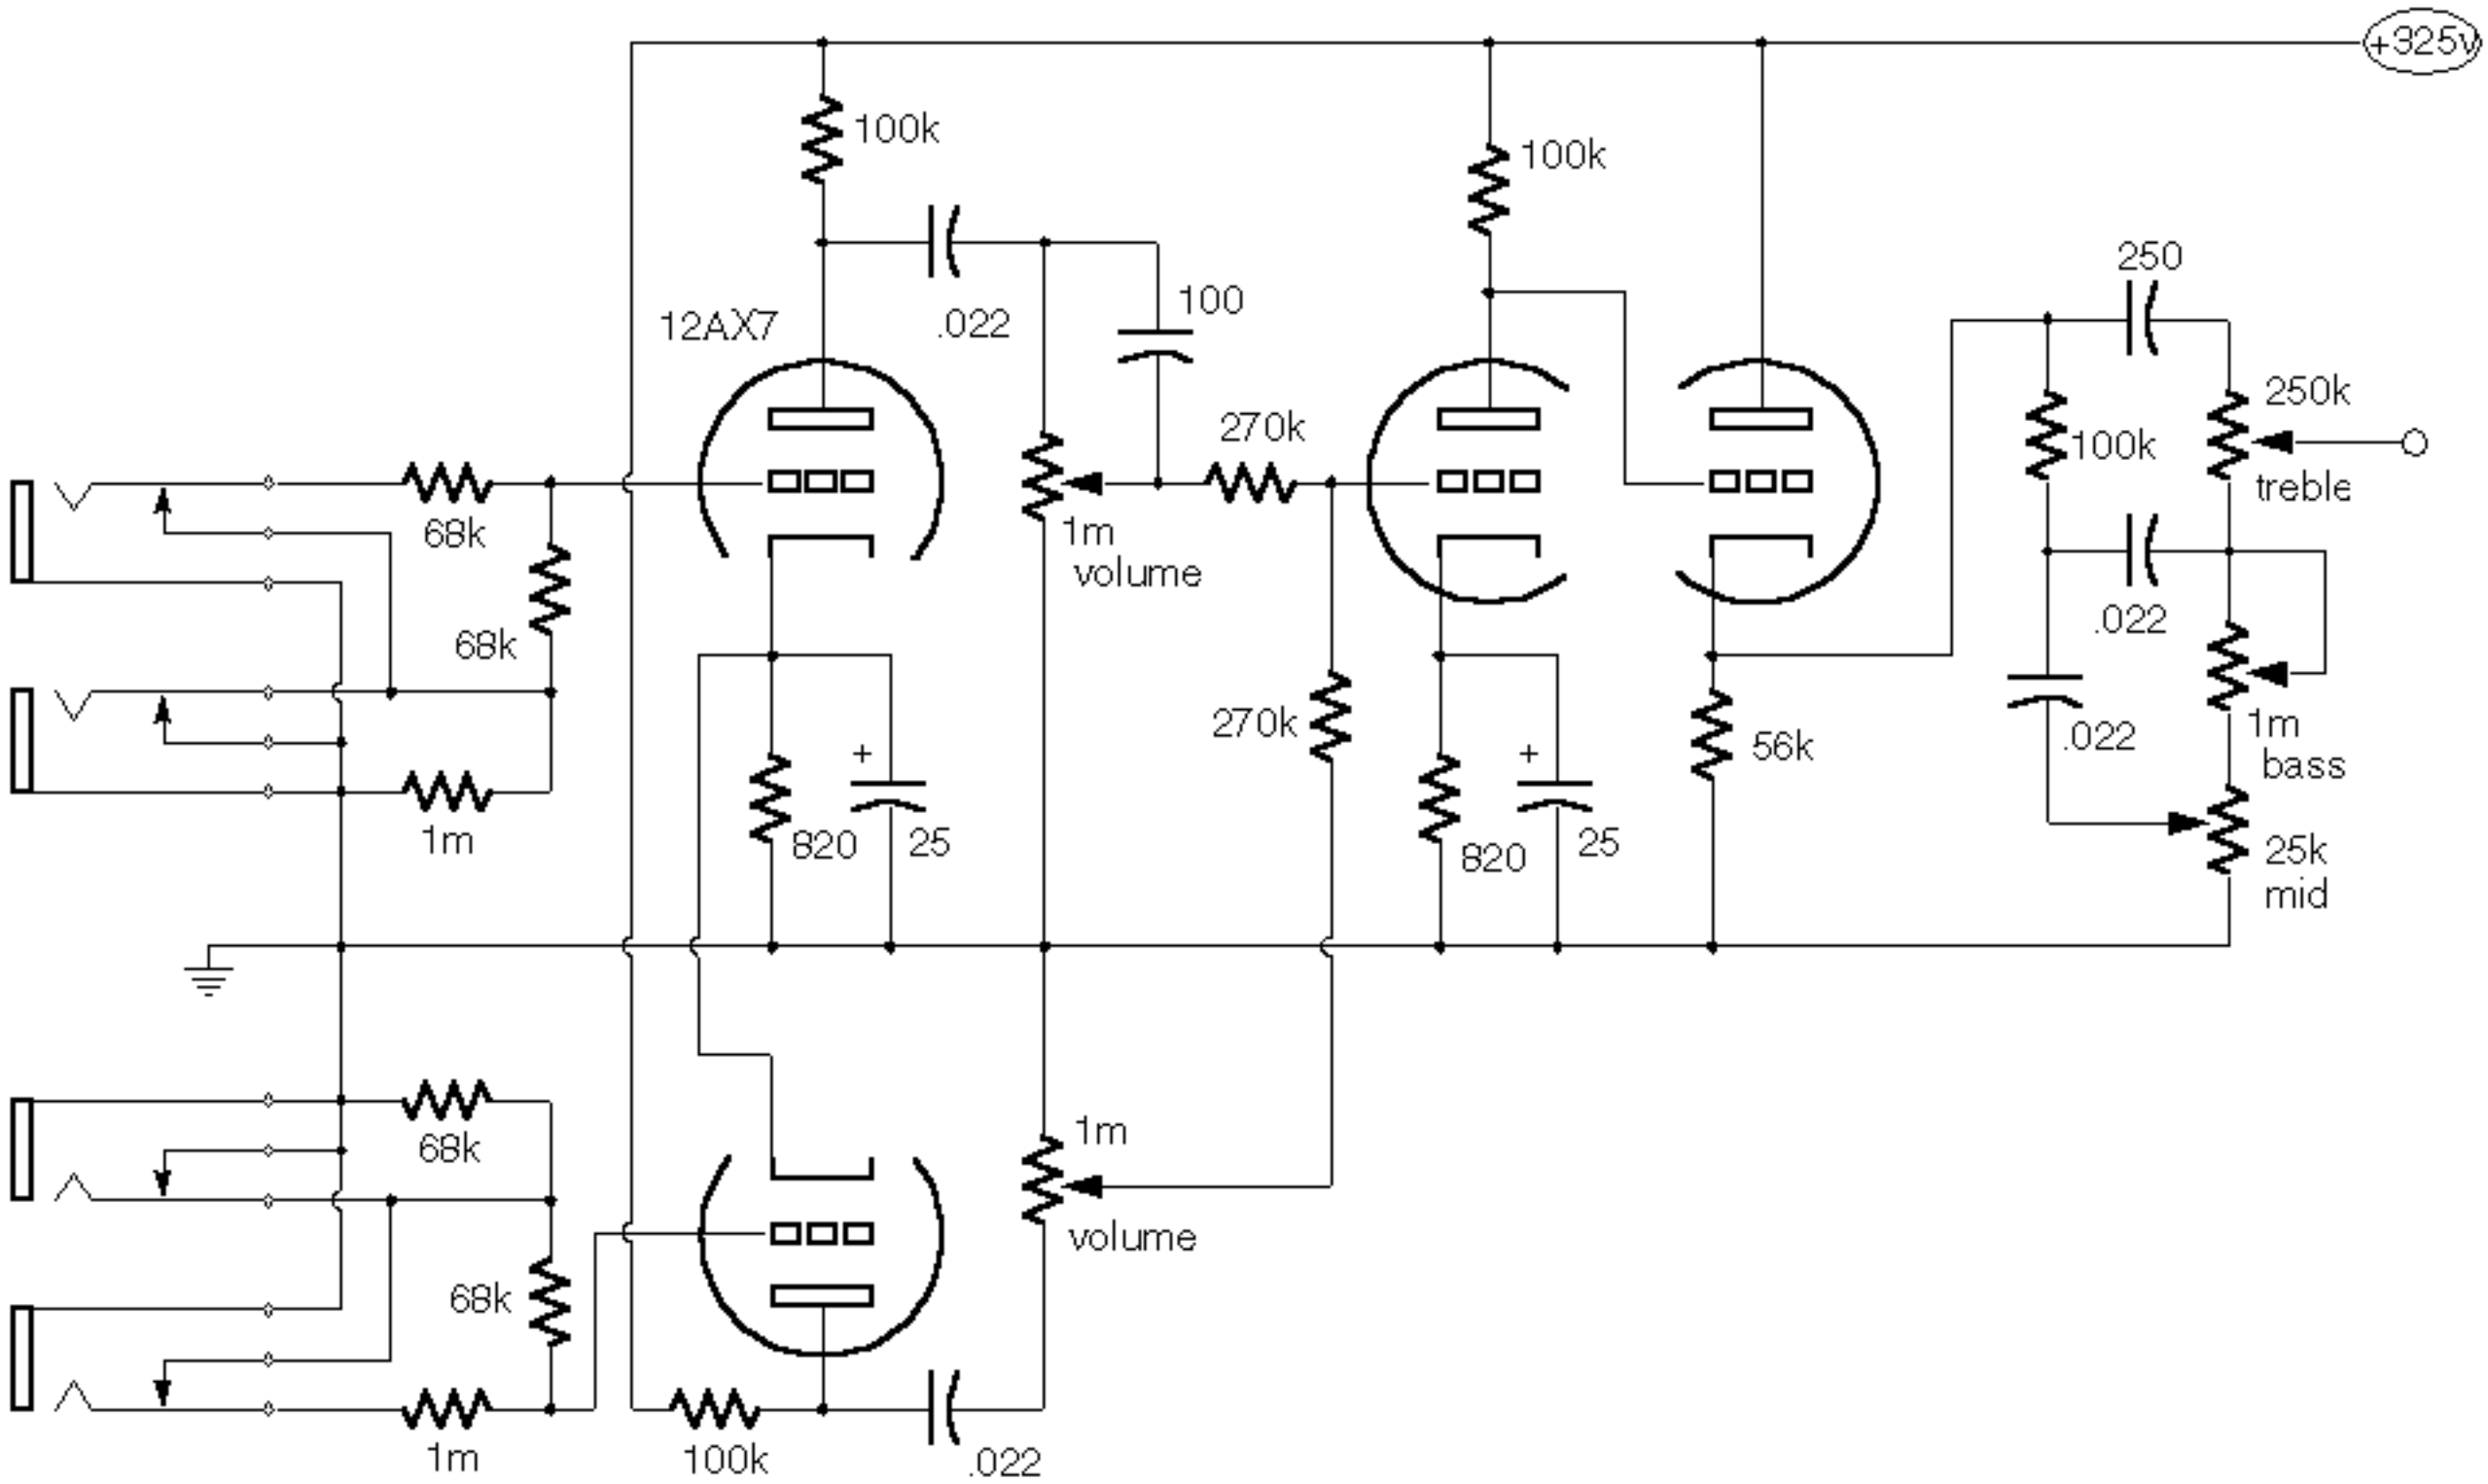 +325v
100k
100k
250
100
.022
12AX7
250k
270k
100k
treble
68k
1m
volume
.022
68k
270k
1m
bass
.022
56k
+
+
1m
820
25
820
25
25k
mid
1m
68k
volume
68k
1m
100k
.022